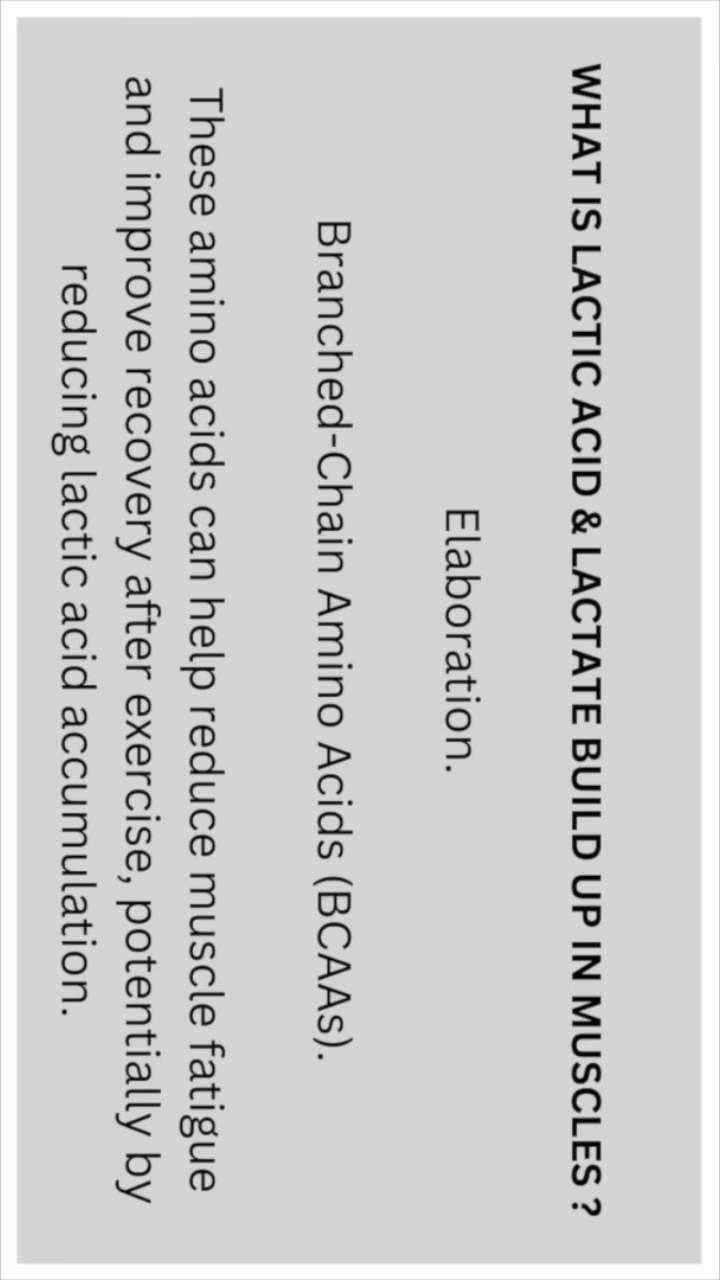 WHAT IS LACTIC ACID & LACTATE BUILD UP IN MUSCLES ?
Elaboration.
Branched-Chain Amino Acids (BCAAs).
These amino acids can help reduce muscle fatigue
and improve recovery after exercise, potentially by
reducing lactic acid accumulation.